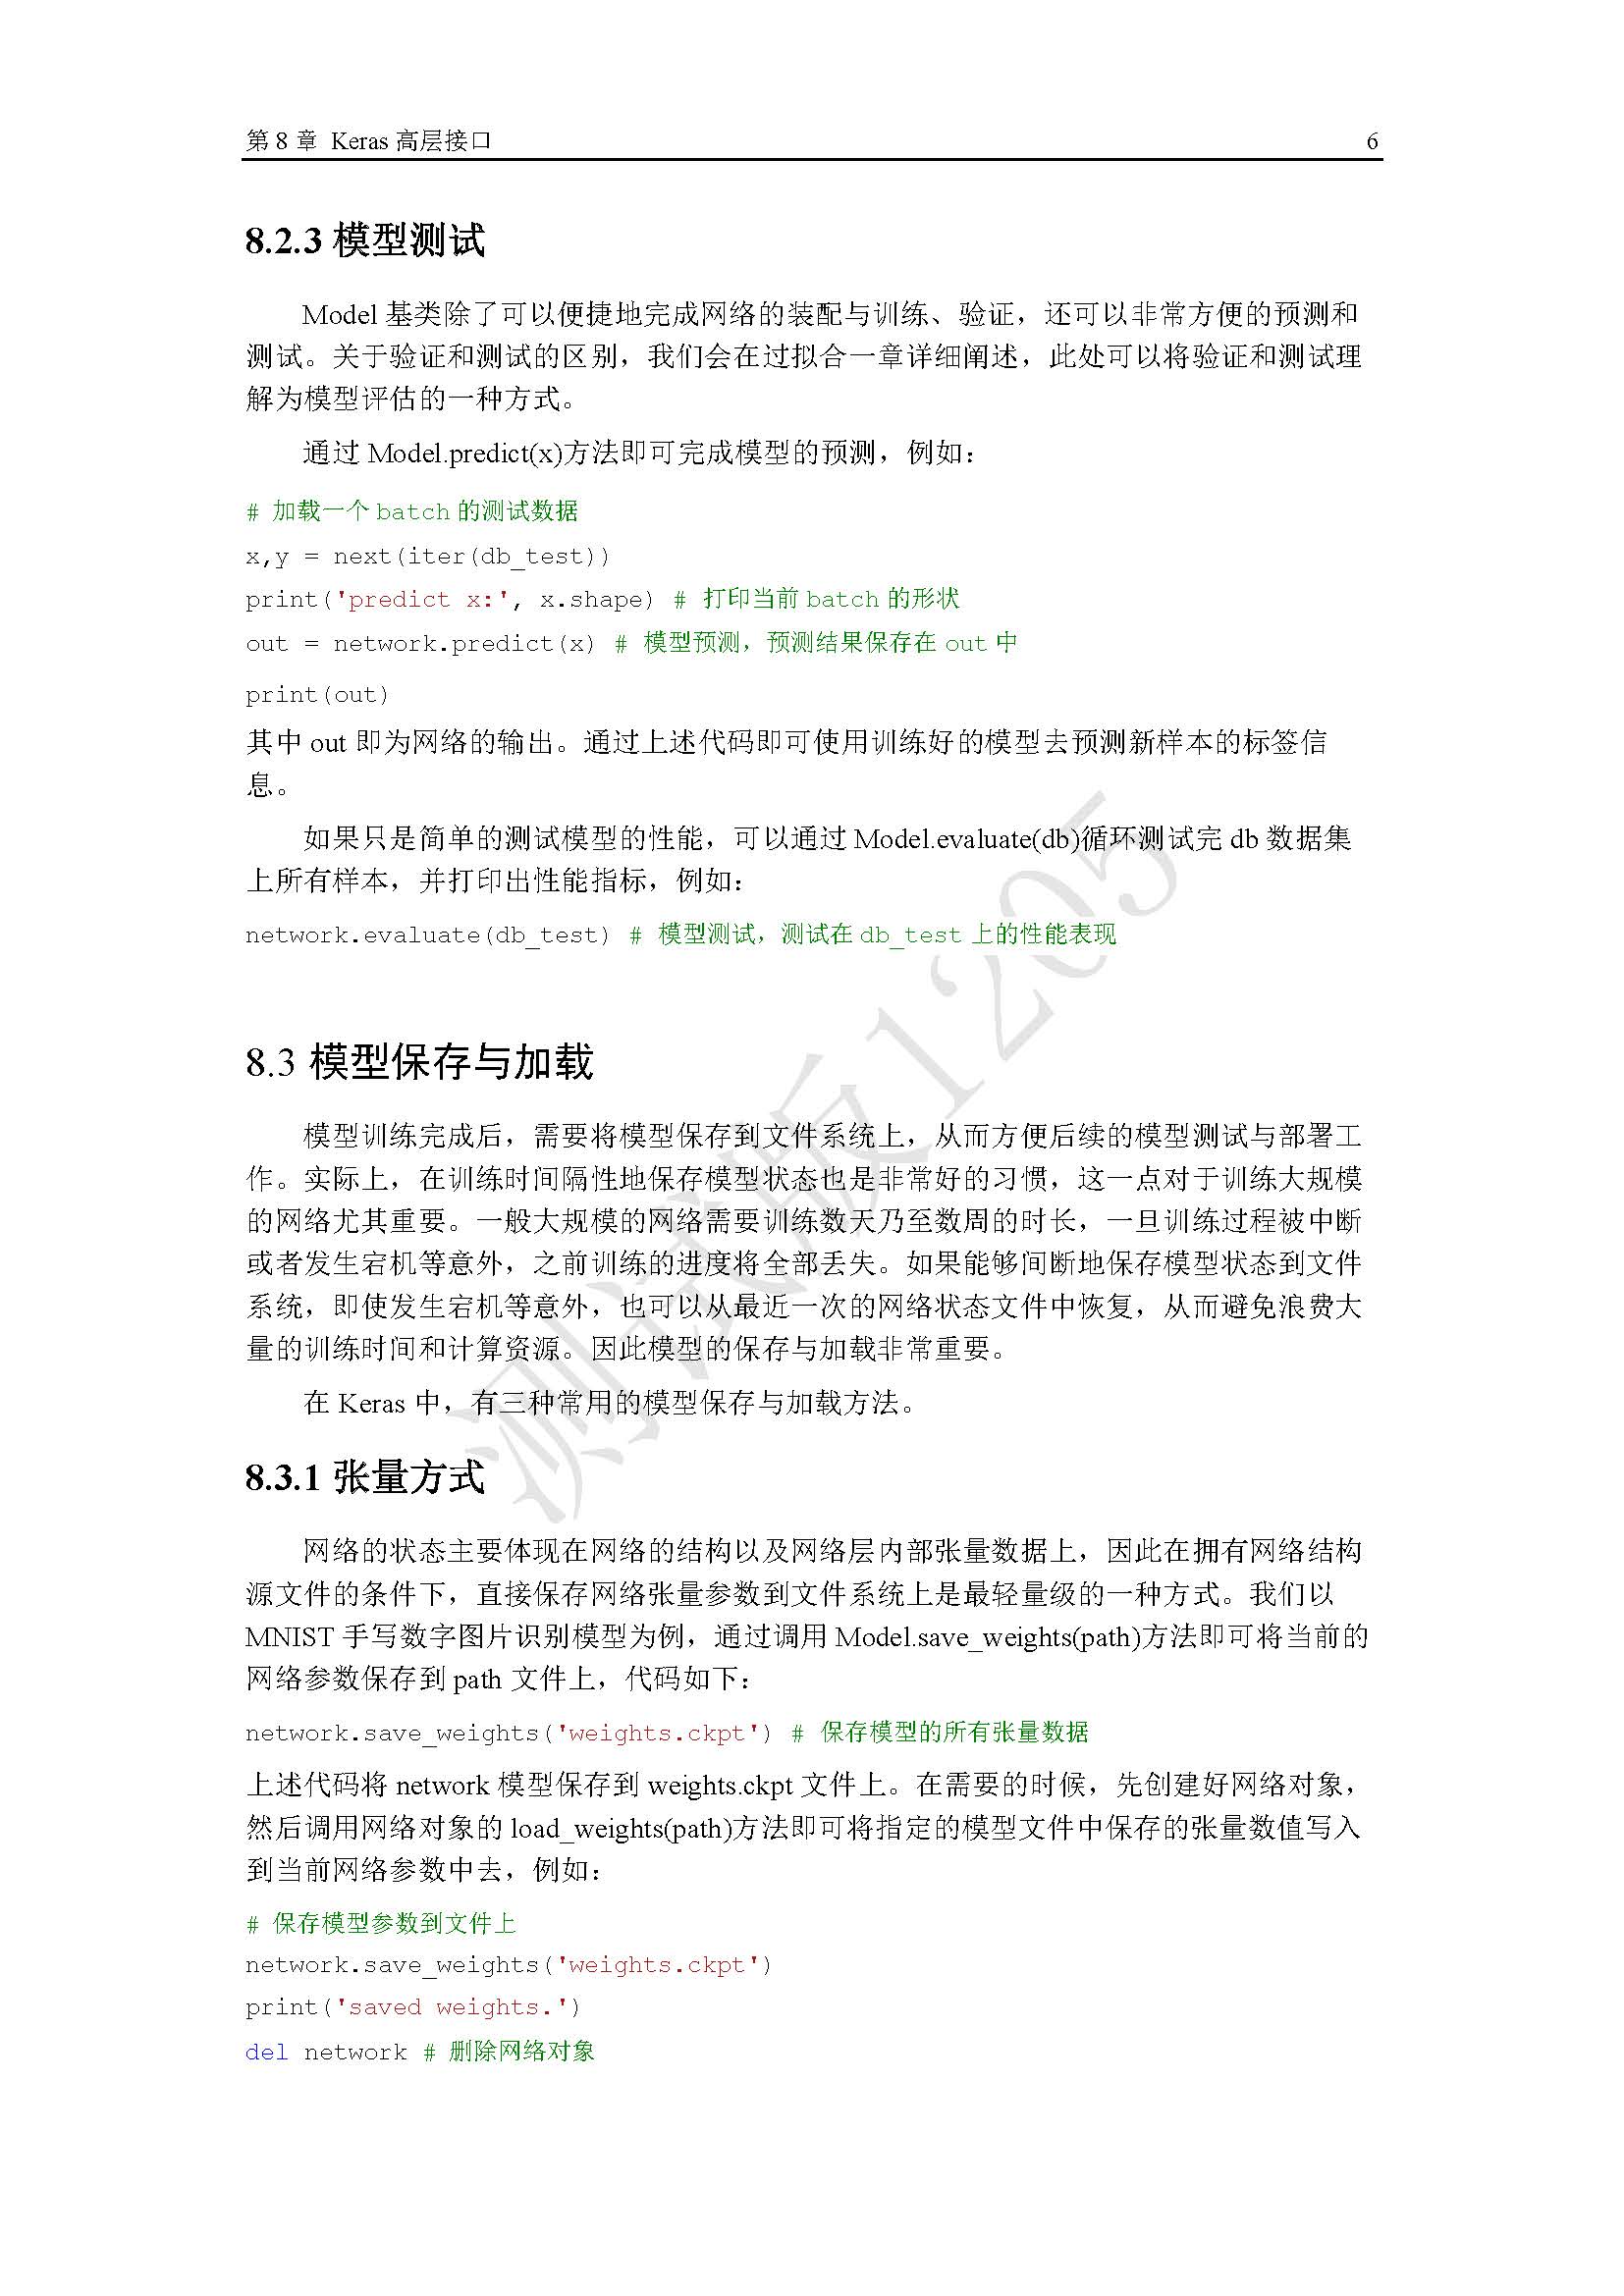 第 8 章 Keras 高层接口 6
8.2.3 模型测试
Model 基类除了可以便捷地完成网络的装配与训练、验证，还可以非常方便的预测和
测试。关于验证和测试的区别，我们会在过拟合一章详细阐述，此处可以将验证和测试理
解为模型评估的一种方式。
通过 Model.predict(x)方法即可完成模型的预测，例如：
# 加载一个 batch 的测试数据
x,y = next(iter(db_test))
print('predict x:', x.shape) # 打印当前 batch 的形状
out = network.predict(x) # 模型预测，预测结果保存在 out 中
print(out)
其中 out 即为网络的输出。通过上述代码即可使用训练好的模型去预测新样本的标签信
息。
如果只是简单的测试模型的性能，可以通过 Model.evaluate(db)循环测试完 db 数据集
上所有样本，并打印出性能指标，例如：
network.evaluate(db_test) # 模型测试，测试在 db_test 上的性能表现
8.3 模型保存与加载
模型训练完成后，需要将模型保存到文件系统上，从而方便后续的模型测试与部署工
作。实际上，在训练时间隔性地保存模型状态也是非常好的习惯，这一点对于训练大规模
的网络尤其重要。一般大规模的网络需要训练数天乃至数周的时长，一旦训练过程被中断
或者发生宕机等意外，之前训练的进度将全部丢失。如果能够间断地保存模型状态到文件
系统，即使发生宕机等意外，也可以从最近一次的网络状态文件中恢复，从而避免浪费大
量的训练时间和计算资源。因此模型的保存与加载非常重要。
在 Keras 中，有三种常用的模型保存与加载方法。
8.3.1 张量方式
网络的状态主要体现在网络的结构以及网络层内部张量数据上，因此在拥有网络结构
源文件的条件下，直接保存网络张量参数到文件系统上是最轻量级的一种方式。我们以
MNIST 手写数字图片识别模型为例，通过调用 Model.save_weights(path)方法即可将当前的
网络参数保存到 path 文件上，代码如下：
network.save_weights('weights.ckpt') # 保存模型的所有张量数据
上述代码将 network 模型保存到 weights.ckpt 文件上。在需要的时候，先创建好网络对象，
然后调用网络对象的 load_weights(path)方法即可将指定的模型文件中保存的张量数值写入
到当前网络参数中去，例如：
# 保存模型参数到文件上
network.save_weights('weights.ckpt')
print('saved weights.')
del network # 删除网络对象
测试版1205